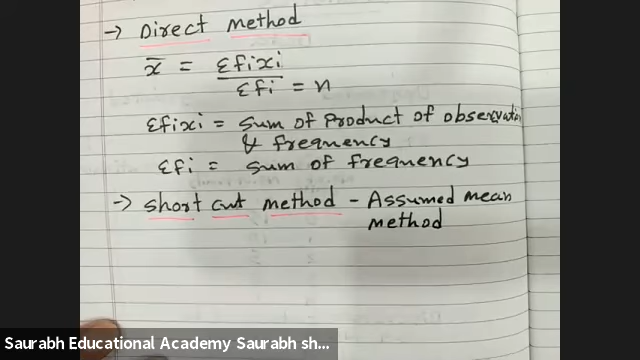 → Direct method
x̄ = Σfixi
Σfi = n
Σfixi = sum of Product of observation
& frequency
Σfi = sum of frequency
→ short cut method - Assumed mean
method
Saurabh Educational Academy Saurabh sh...